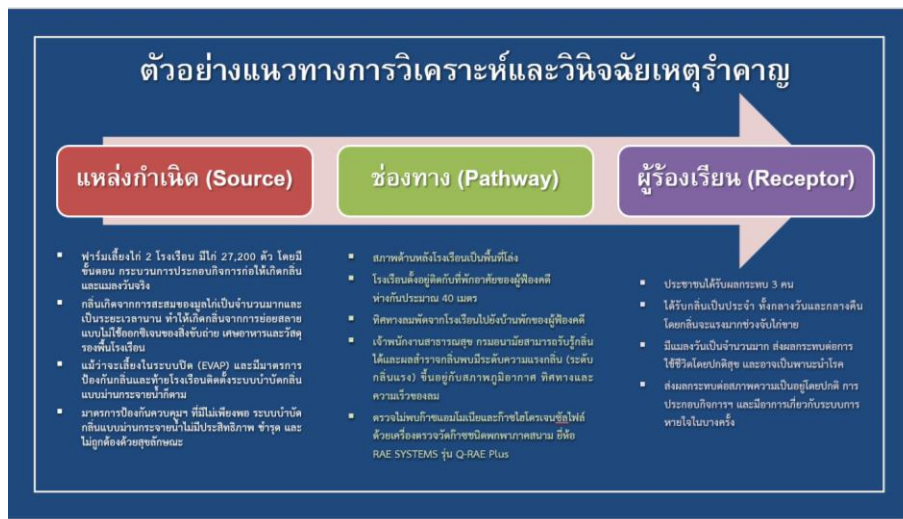 ตัวอย่างแนวทางการวิเคราะห์และวินิจฉัยเหตุรำคาญ
แหล่งกำเนิด (Source)
▪ ฟาร์มเลี้ยงไก่ 2 โรงเรือน มีไก่ 27,200 ตัว โดยมี
ขั้นตอน กระบวนการประกอบกิจการก่อให้เกิดกลิ่น
และแมลงวันจริง
▪ กลิ่นเกิดจากการสะสมของมูลไก่เป็นจำนวนมากและ
เป็นระยะเวลานาน ทำให้เกิดกลิ่นจากการย่อยสลาย
แบบไม่ใช้ออกซิเจนของสิ่งขับถ่าย เศษอาหารและวัสดุ
รองพื้นโรงเรือน
▪ แม้ว่าจะเลี้ยงในระบบปิด (EVAP) และมีมาตรการ
ป้องกันกลิ่นและท้ายโรงเรือนติดตั้งระบบบำบัดกลิ่น
แบบม่านกระจายน้ำก็ตาม
▪ มาตรการป้องกันควบคุมฯ ที่มีไม่เพียงพอ ระบบบำบัด
กลิ่นแบบม่านกระจายน้ำไม่มีประสิทธิภาพ ชำรุด และ
ไม่ถูกต้องด้วยสุขลักษณะ
ช่องทาง (Pathway)
▪ สภาพด้านหลังโรงเรือนเป็นพื้นที่โล่ง
▪ โรงเรือนตั้งอยู่ติดกับที่พักอาศัยของผู้ฟ้องคดี
ห่างกันประมาณ 40 เมตร
▪ ทิศทางลมพัดจากโรงเรือนไปยังบ้านพักของผู้ฟ้องคดี
▪ เจ้าพนักงานสาธารณสุข กรมอนามัยสามารถรับรู้กลิ่น
ได้และผลสำรวจกลิ่นพบมีระดับความแรงกลิ่น (ระดับ
กลิ่นแรง) ขึ้นอยู่กับสภาพภูมิอากาศ ทิศทางและ
ความเร็วของลม
▪ ตรวจไม่พบก๊าซแอมโมเนียและก๊าซไฮโดรเจนซัลไฟล์
ด้วยเครื่องตรวจวัดก๊าซชนิดพกพาภาคสนาม ยี่ห้อ
RAE SYSTEMS รุ่น Q-RAE Plus
ผู้ร้องเรียน (Receptor)
▪ ประชาชนได้รับผลกระทบ 3 คน
▪ ได้รับกลิ่นเป็นประจำ ทั้งกลางวันและกลางคืน
โดยกลิ่นจะแรงมากช่วงจับไก่ขาย
▪ มีแมลงวันเป็นจำนวนมาก ส่งผลกระทบต่อการ
ใช้ชีวิตโดยปกติสุข และอาจเป็นพาหะนำโรค
▪ ส่งผลกระทบต่อสภาพความเป็นอยู่โดยปกติ การ
ประกอบกิจการฯ และมีอาการเกี่ยวกับระบบการ
หายใจในบางครั้ง